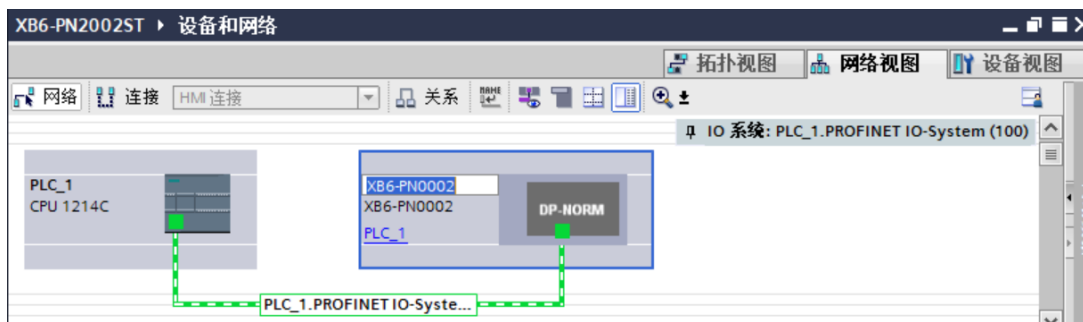 XB6-PN2002ST ▸ 设备和网络
拓扑视图 网络视图 设备视图
网络 连接 HMI 连接 关系
IO 系统: PLC_1.PROFINET IO-System (100)
PLC_1
CPU 1214C
XB6-PN0002
XB6-PN0002
PLC_1
DP-NORM
PLC_1.PROFINET IO-Syste...